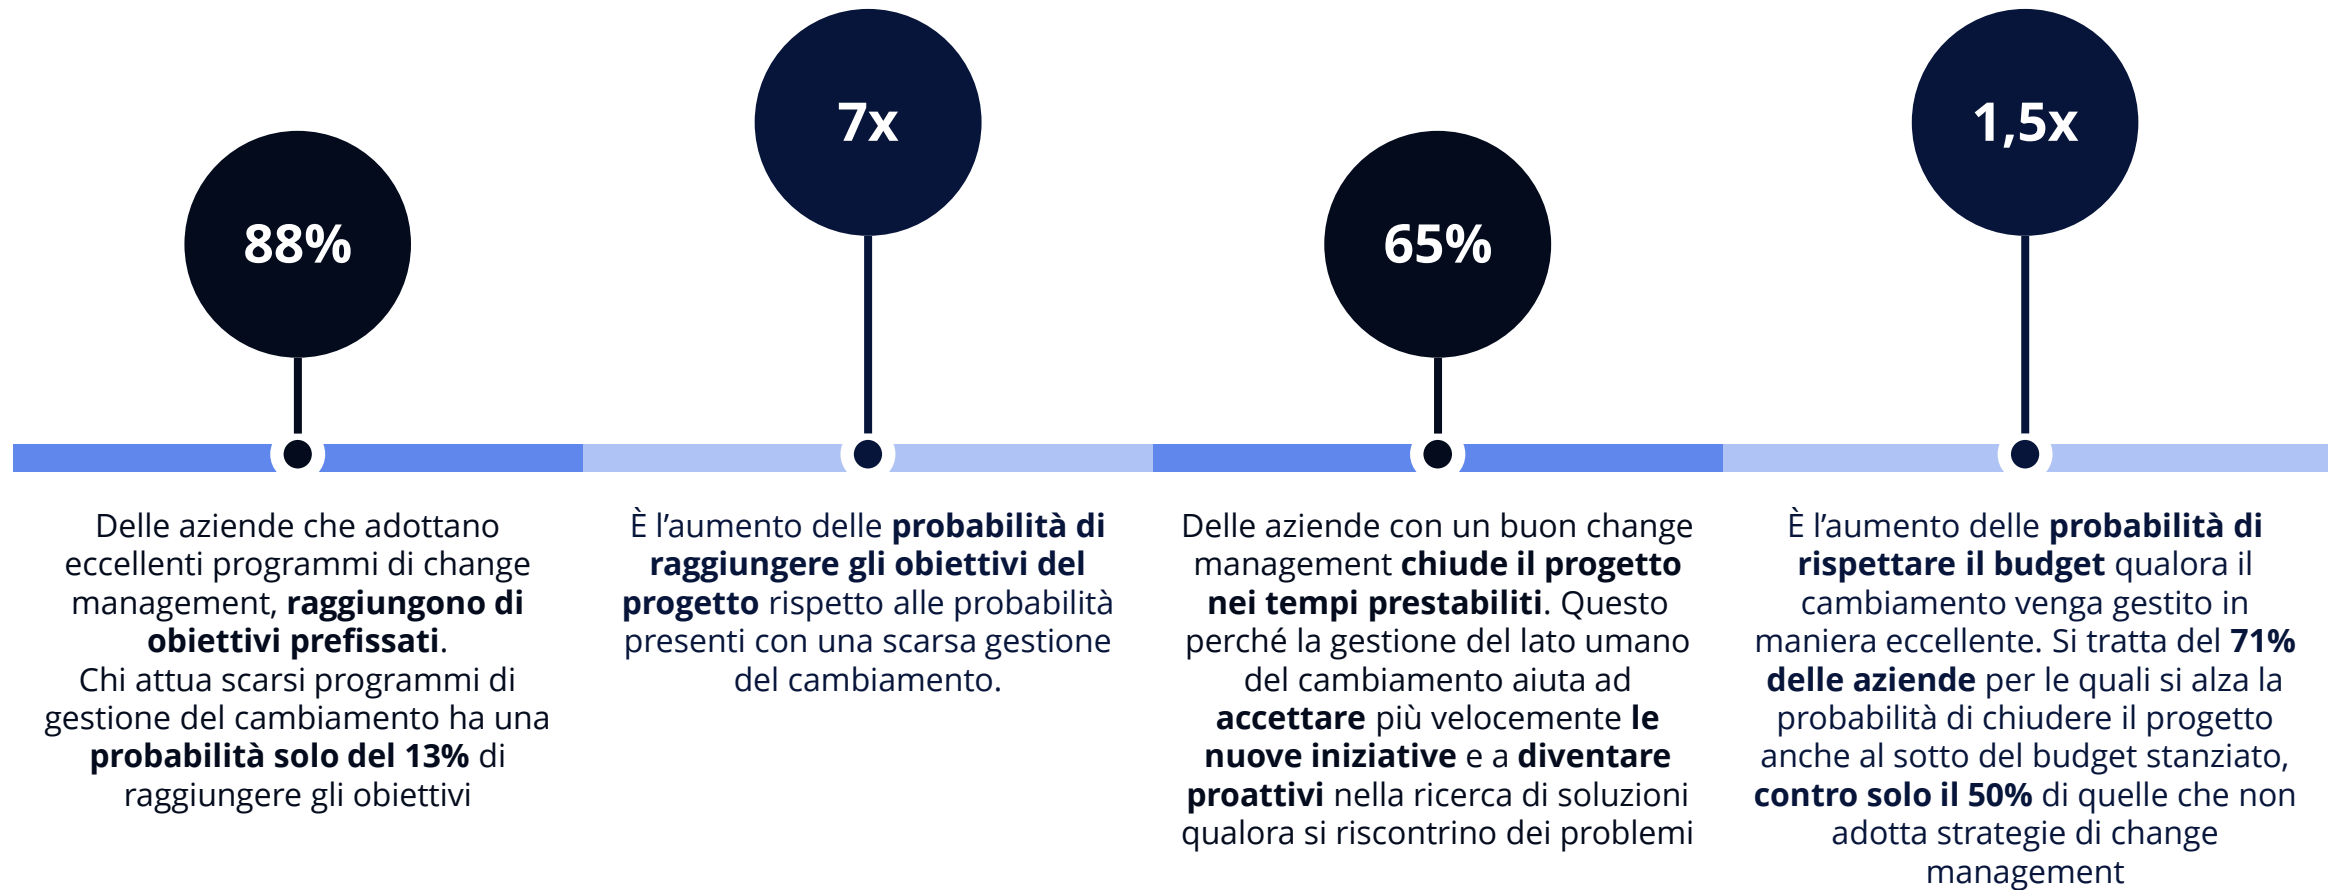 88%
Delle aziende che adottano
eccellenti programmi di change
management, raggiungono di
obiettivi prefissati.
Chi attua scarsi programmi di
gestione del cambiamento ha una
probabilità solo del 13% di
raggiungere gli obiettivi
7x
È l’aumento delle probabilità di
raggiungere gli obiettivi del
progetto rispetto alle probabilità
presenti con una scarsa gestione
del cambiamento.
65%
Delle aziende con un buon change
management chiude il progetto
nei tempi prestabiliti. Questo
perché la gestione del lato umano
del cambiamento aiuta ad
accettare più velocemente le
nuove iniziative e a diventare
proattivi nella ricerca di soluzioni
qualora si riscontrino dei problemi
1,5x
È l’aumento delle probabilità di
rispettare il budget qualora il
cambiamento venga gestito in
maniera eccellente. Si tratta del 71%
delle aziende per le quali si alza la
probabilità di chiudere il progetto
anche al sotto del budget stanziato,
contro solo il 50% di quelle che non
adotta strategie di change
management